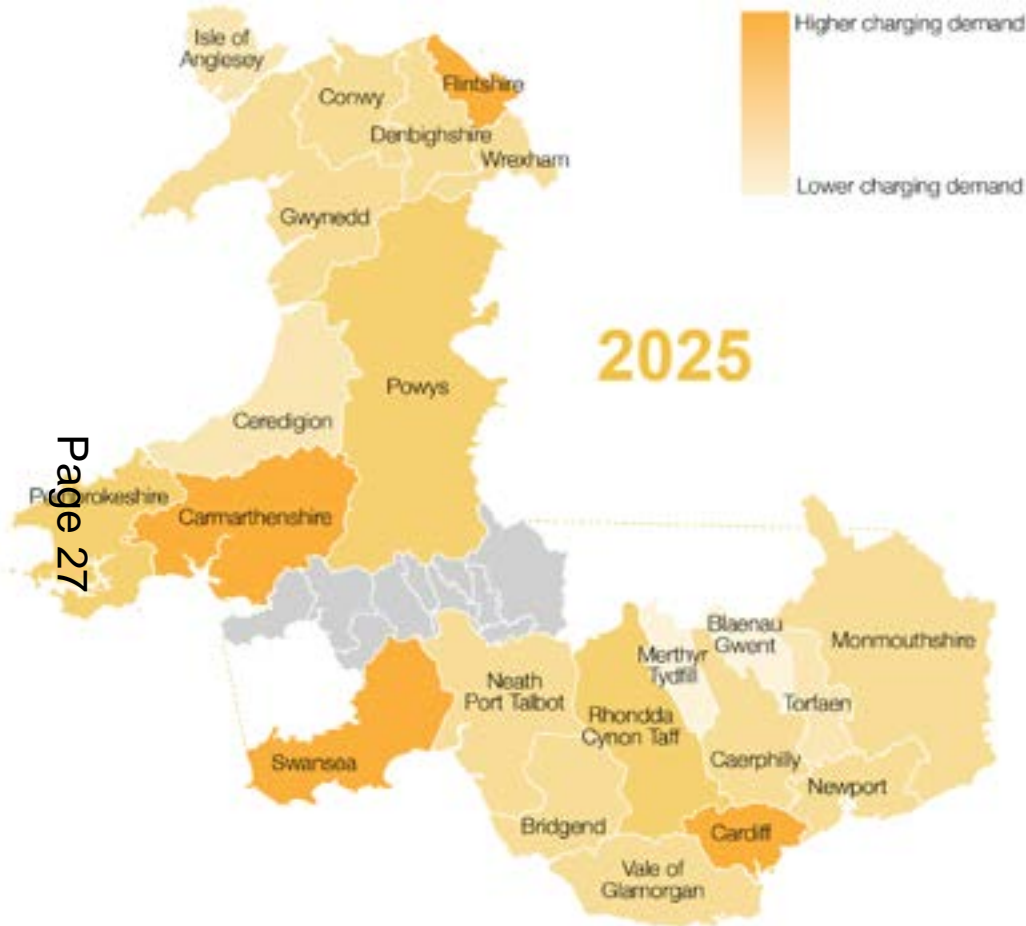 Higher charging demand
Lower charging demand
2025
Isle of
Anglesey
Conwy
Flintshire
Denbighshire
Wrexham
Gwynedd
Powys
Ceredigion
Pembrokeshire
Carmarthenshire
Page 27
Swansea
Neath
Port Talbot
Rhondda
Cynon Taff
Merthyr
Tydfill
Blaenau
Gwent
Torfaen
Monmouthshire
Caerphilly
Newport
Bridgend
Cardiff
Vale of
Glamorgan